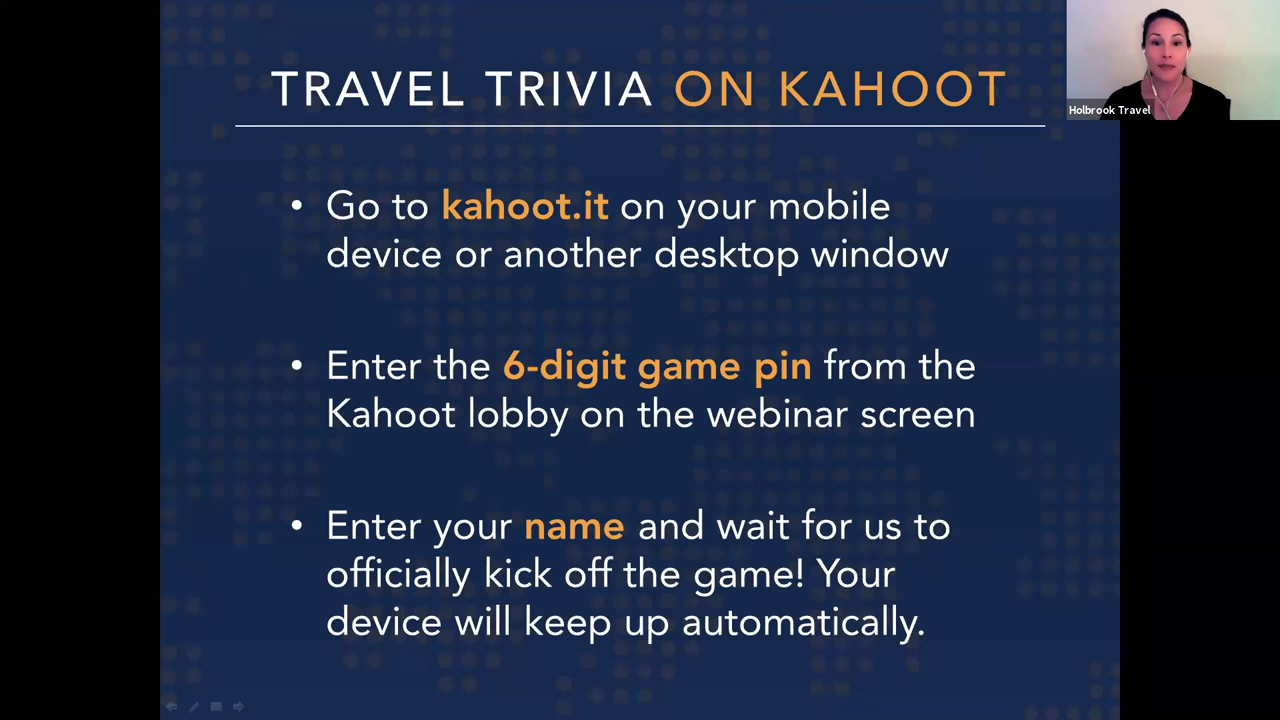 TRAVEL TRIVIA ON KAHOOT
Holbrook Travel
• Go to kahoot.it on your mobile
device or another desktop window
• Enter the 6-digit game pin from the
Kahoot lobby on the webinar screen
• Enter your name and wait for us to
officially kick off the game! Your
device will keep up automatically.